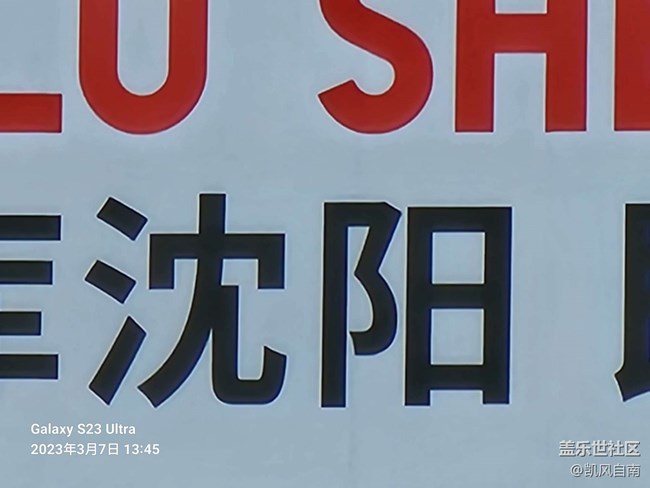 LU SH
沈阳
Galaxy S23 Ultra
2023年3月7日 13:45
盖乐世社区
@凯风自南